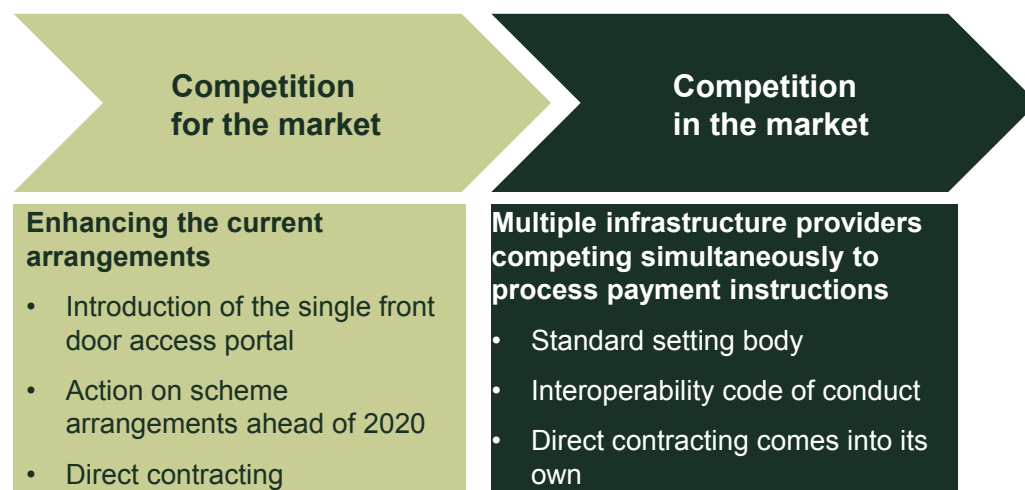 Competition
for the market
Competition
in the market
Enhancing the current
arrangements
• Introduction of the single front
door access portal
• Action on scheme
arrangements ahead of 2020
• Direct contracting
Multiple infrastructure providers
competing simultaneously to
process payment instructions
• Standard setting body
• Interoperability code of conduct
• Direct contracting comes into its
own